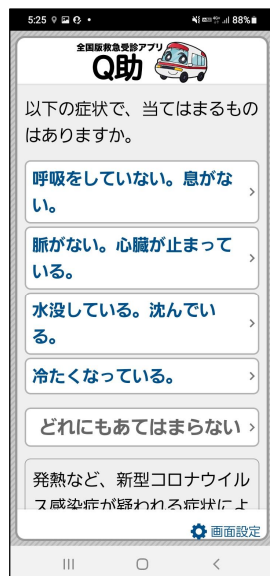 5:25
88%
全国版救急受診アプリ
Q助
以下の症状で、当てはまるもの
はありますか。
呼吸をしていない。息がな
い。
脈がない。心臓が止まって
いる。
水没している。沈んでい
る。
冷たくなっている。
どれにもあてはまらない
発熱など、新型コロナウイル
ス感染症が疑われる症状によ
画面設定